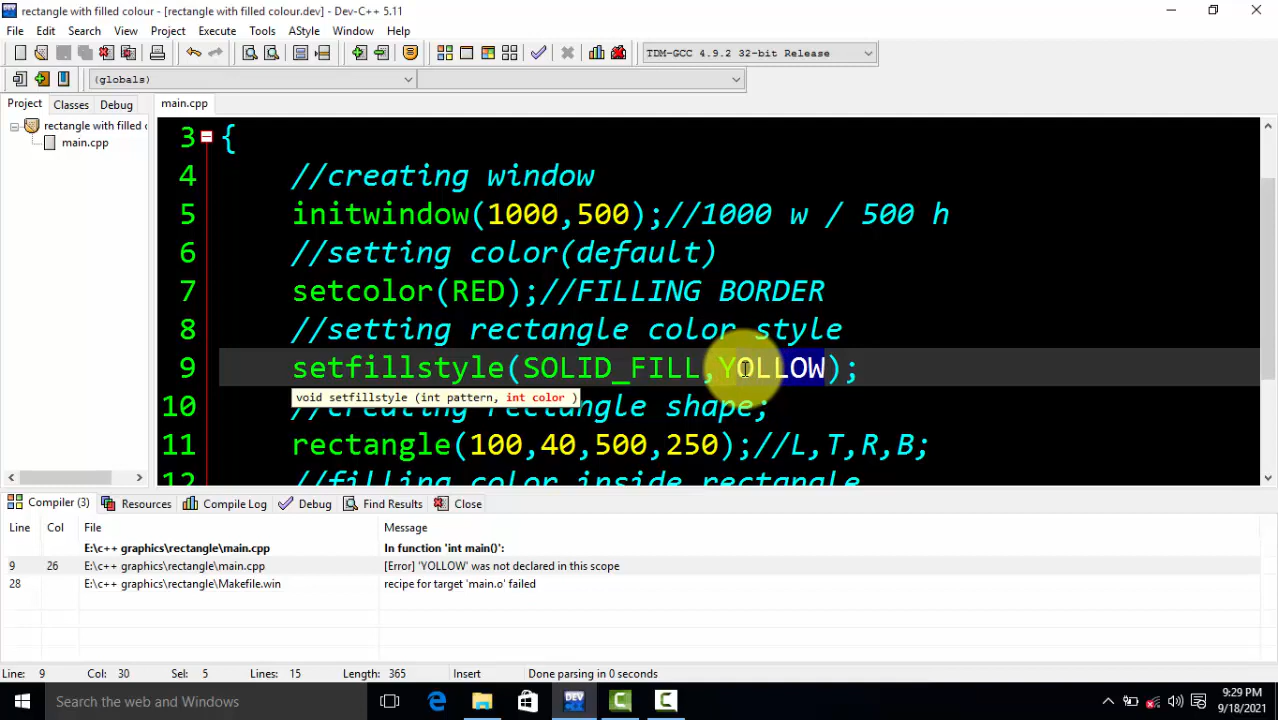 rectangle with filled colour - [rectangle with filled colour.dev] - Dev-C++ 5.11
File Edit Search View Project Execute Tools AStyle Window Help
TDM-GCC 4.9.2 32-bit Release
(globals)
Project Classes Debug main.cpp
rectangle with filled c
main.cpp
3 {
4 //creating window
5 initwindow(1000,500);//1000 w / 500 h
6 //setting color(default)
7 setcolor(RED);//FILLING BORDER
8 //setting rectangle color style
9 setfillstyle(SOLID_FILL,YOLLOW);
void setfillstyle (int pattern, int color )
10 //creating rectangle shape;
11 rectangle(100,40,500,250);//L,T,R,B;
12 //filling color inside rectangle
Compiler (3) Resources Compile Log Debug Find Results Close
Line Col File Message
E:\c++ graphics\rectangle\main.cpp In function 'int main()':
9 26 E:\c++ graphics\rectangle\main.cpp [Error] 'YOLLOW' was not declared in this scope
28 E:\c++ graphics\rectangle\Makefile.win recipe for target 'main.o' failed
Line: 9 Col: 30 Sel: 5 Lines: 15 Length: 365 Insert Done parsing in 0 seconds
Search the web and Windows
DEV
9:29 PM
9/18/2021